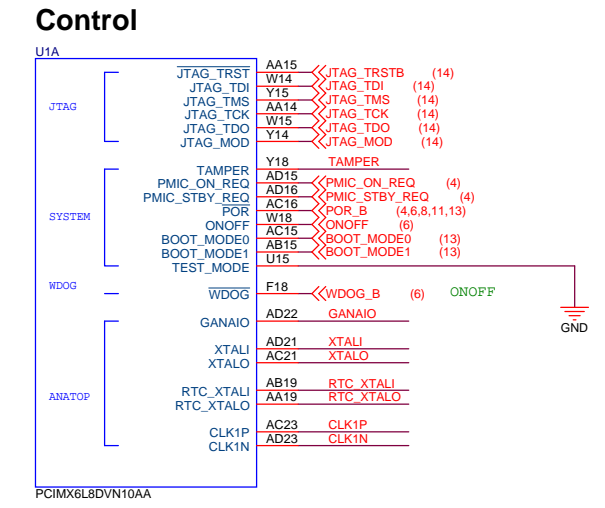 Control
U1A
JTAG
JTAG_TRST AA15 JTAG_TRSTB (14)
JTAG_TDI W14 JTAG_TDI (14)
JTAG_TMS Y15 JTAG_TMS (14)
JTAG_TCK AA14 JTAG_TCK (14)
JTAG_TDO W15 JTAG_TDO (14)
JTAG_MOD Y14 JTAG_MOD (14)
SYSTEM
TAMPER Y18 TAMPER
PMIC_ON_REQ AD15 PMIC_ON_REQ (4)
PMIC_STBY_REQ AD16 PMIC_STBY_REQ (4)
POR AC16 POR_B (4,6,8,11,13)
ONOFF W18 ONOFF (6)
BOOT_MODE0 AC15 BOOT_MODE0 (13)
BOOT_MODE1 AB15 BOOT_MODE1 (13)
TEST_MODE U15
GND
WDOG
WDOG F18 WDOG_B (6) ONOFF
ANATOP
GANAIO AD22 GANAIO
XTALI AD21 XTALI
XTALO AC21 XTALO
RTC_XTALI AB19 RTC_XTALI
RTC_XTALO AA19 RTC_XTALO
CLK1P AC23 CLK1P
CLK1N AD23 CLK1N
PCIMX6L8DVN10AA